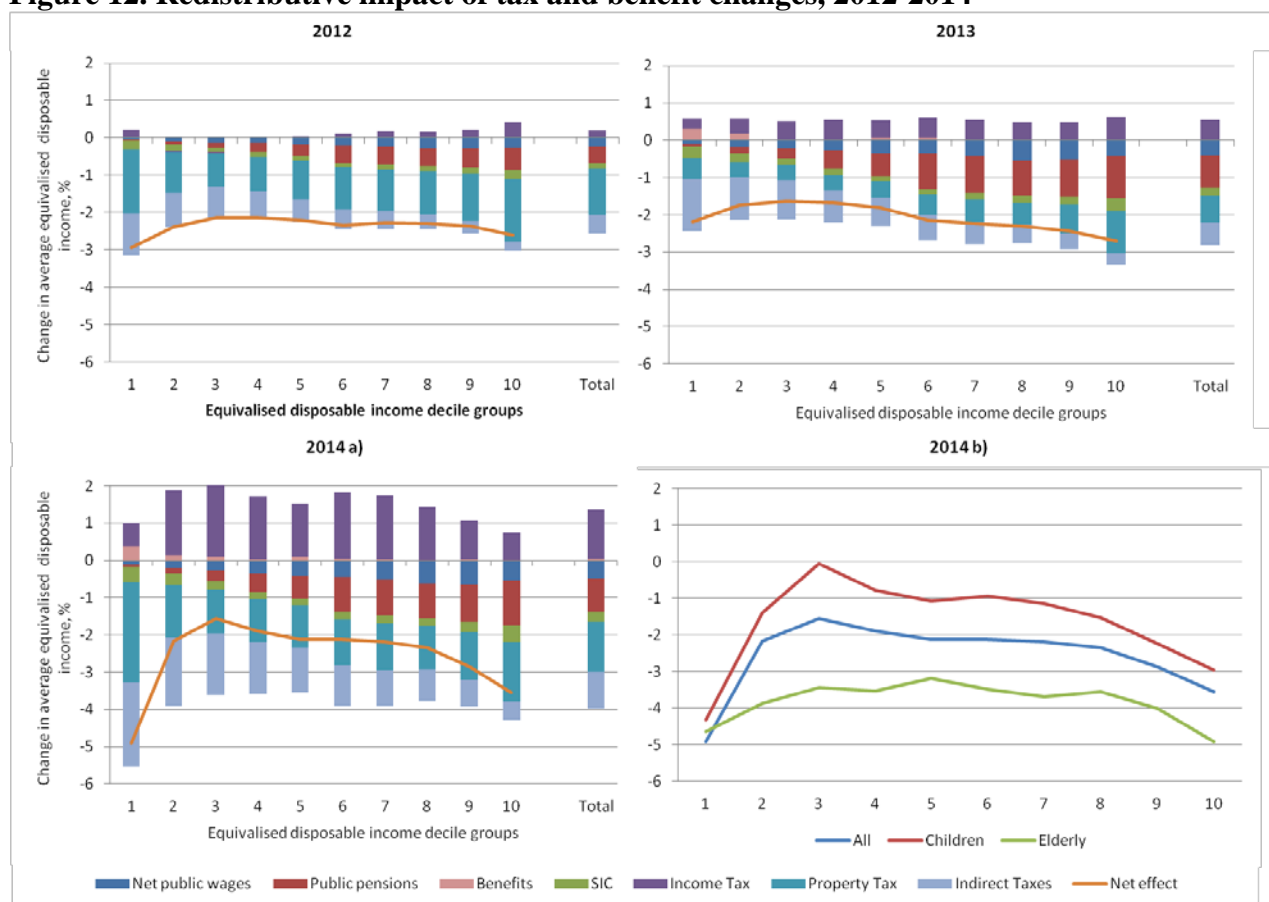 Figure 12. Redistributive impact of tax and benefit changes, 2012-2014
2012
Change in average equivalised disposable
income, %
2
1
0
-1
-2
-3
-4
-5
-6
1 2 3 4 5 6 7 8 9 10 Total
Equivalised disposable income decile groups
2013
2
1
0
-1
-2
-3
-4
-5
-6
1 2 3 4 5 6 7 8 9 10 Total
Equivalised disposable income decile groups
2014 a)
Change in average equivalised disposable
income, %
2
1
0
-1
-2
-3
-4
-5
-6
1 2 3 4 5 6 7 8 9 10 Total
Equivalised disposable income decile groups
2014 b)
2
1
0
-1
-2
-3
-4
-5
-6
1 2 3 4 5 6 7 8 9 10
All Children Elderly
Net public wages Public pensions Benefits SIC Income Tax Property Tax Indirect Taxes Net effect